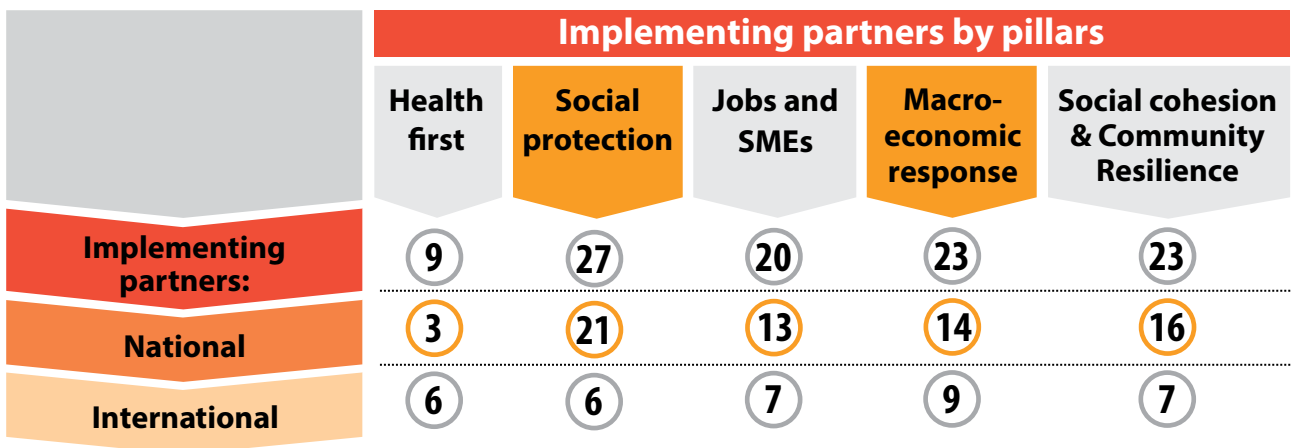 Implementing partners by pillars
Health
first
Social
protection
Jobs and
SMEs
Macro-
economic
response
Social cohesion
& Community
Resilience
Implementing
partners:
9 27 20 23 23
National
3 21 13 14 16
International
6 6 7 9 7